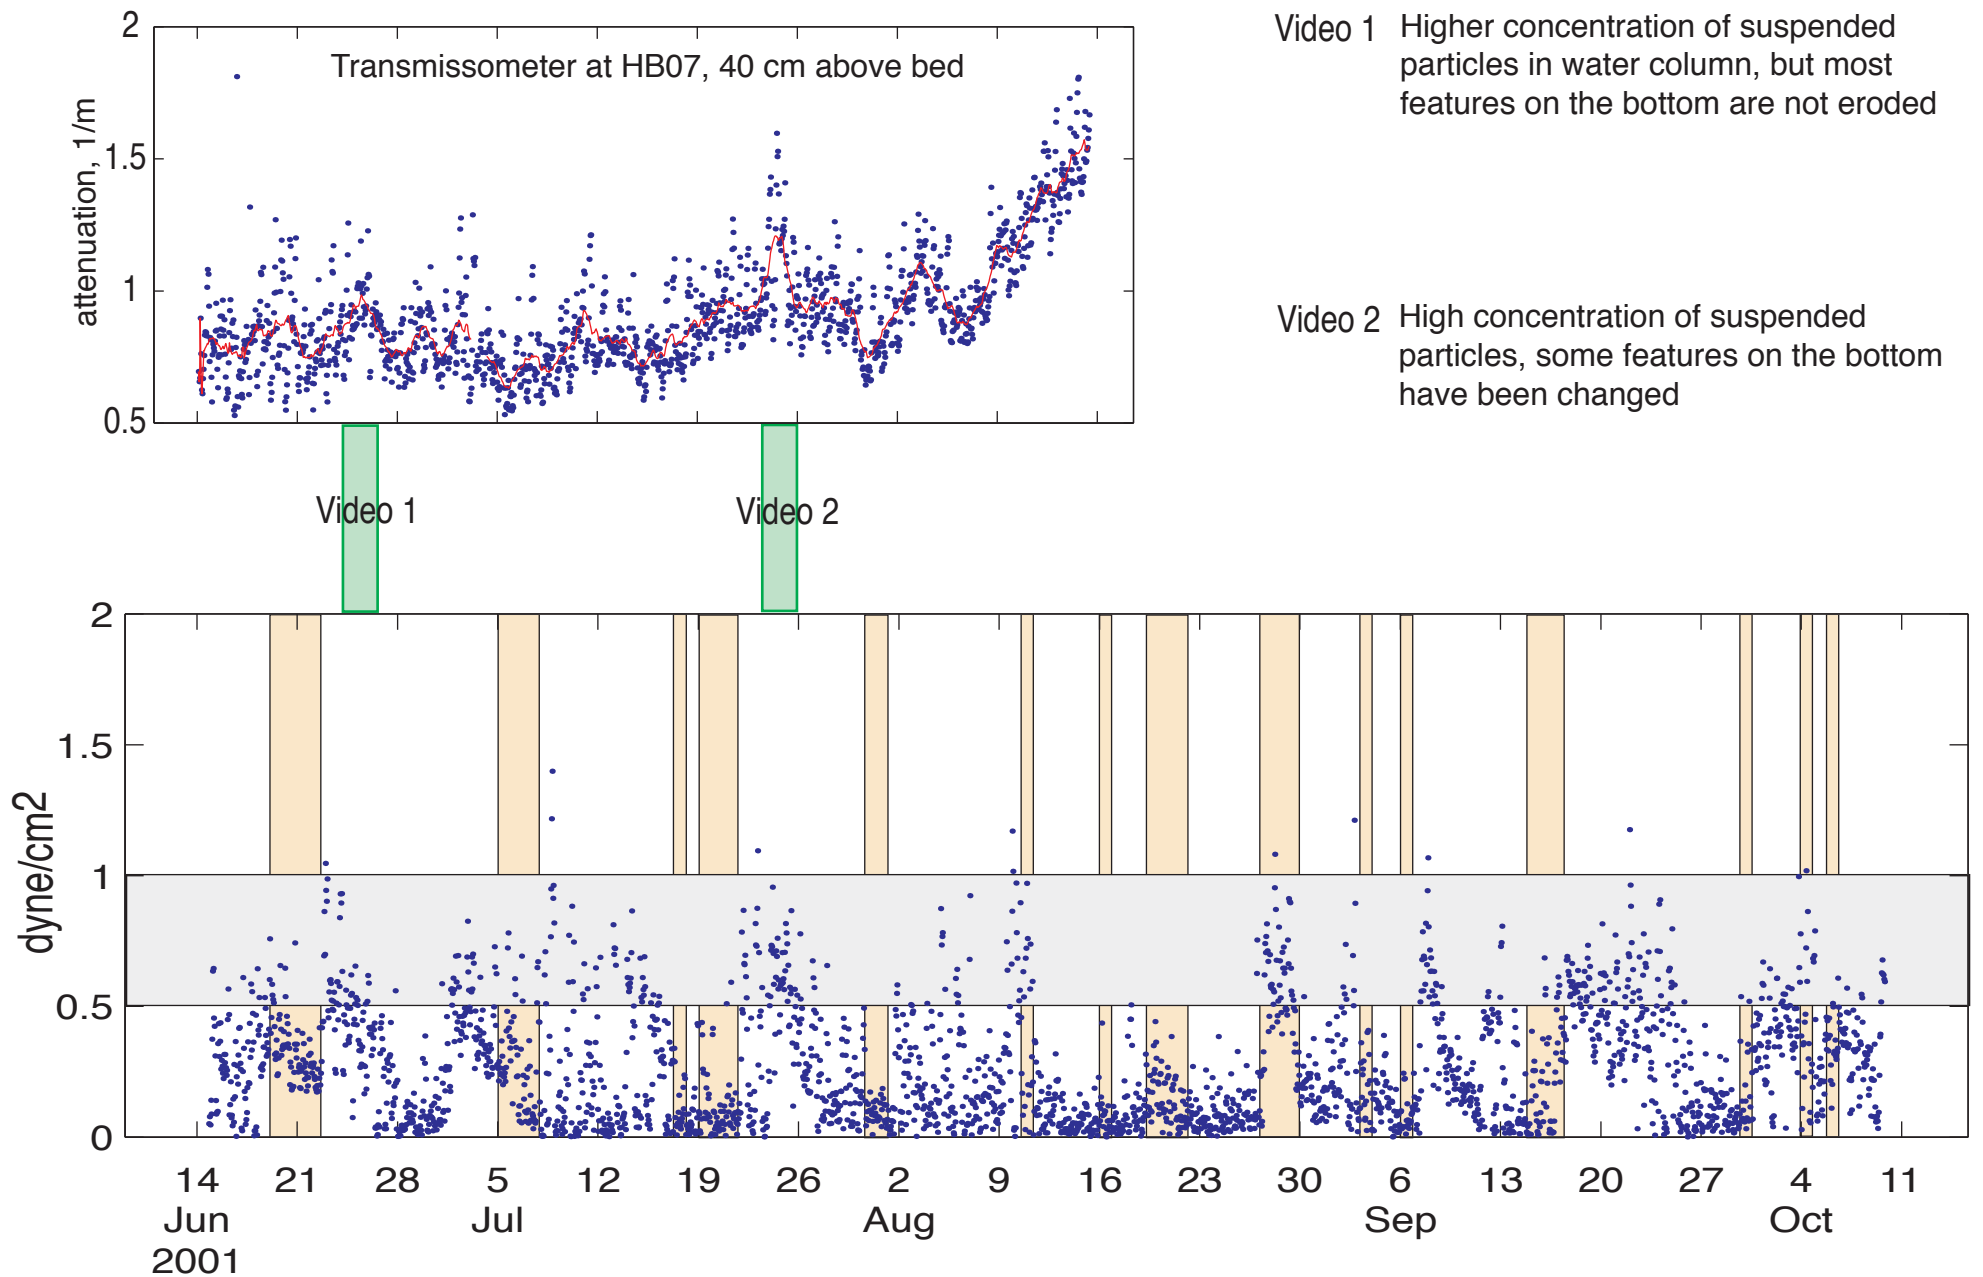 Transmissometer at HB07, 40 cm above bed
attenuation, 1/m
2
1.5
1
0.5
Video 1 Higher concentration of suspended
particles in water column, but most
features on the bottom are not eroded
Video 2 High concentration of suspended
particles, some features on the bottom
have been changed
Video 1
Video 2
dyne/cm2
2
1.5
1
0.5
0
14 21 28 5 12 19 26 2 9 16 23 30 6 13 20 27 4 11
Jun Jul Aug Sep Oct
2001